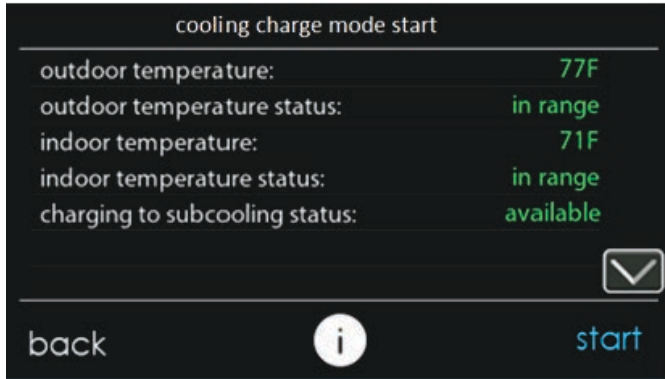 cooling charge mode start
outdoor temperature: 77F
outdoor temperature status: in range
indoor temperature: 71F
indoor temperature status: in range
charging to subcooling status: available
back i start